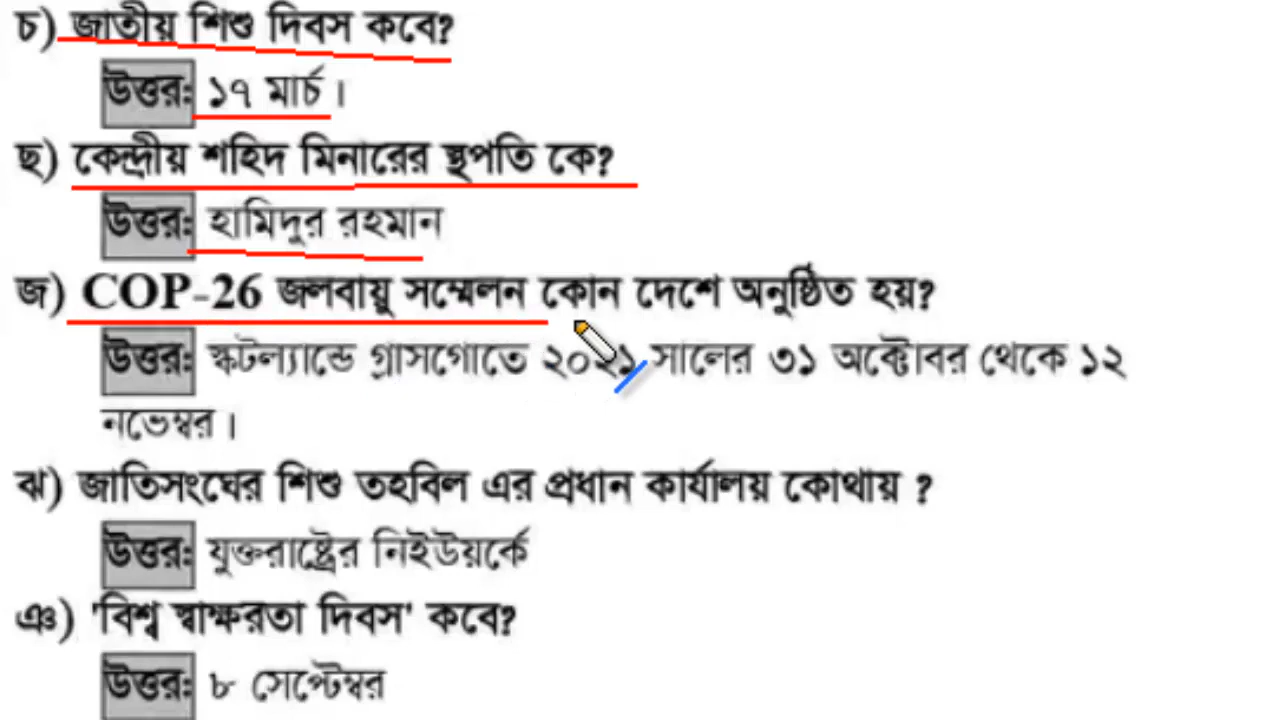 চ) জাতীয় শিশু দিবস কবে?
উত্তর: ১৭ মার্চ।
ছ) কেন্দ্রীয় শহিদ মিনারের স্থপতি কে?
উত্তর: হামিদুর রহমান
জ) COP-26 জলবায়ু সম্মেলন কোন দেশে অনুষ্ঠিত হয়?
উত্তর: স্কটল্যান্ডে গ্লাসগোতে ২০২১ সালের ৩১ অক্টোবর থেকে ১২
নভেম্বর।
ঝ) জাতিসংঘের শিশু তহবিল এর প্রধান কার্যালয় কোথায় ?
উত্তর: যুক্তরাষ্ট্রের নিইউয়র্কে
ঞ) 'বিশ্ব স্বাক্ষরতা দিবস' কবে?
উত্তর: ৮ সেপ্টেম্বর